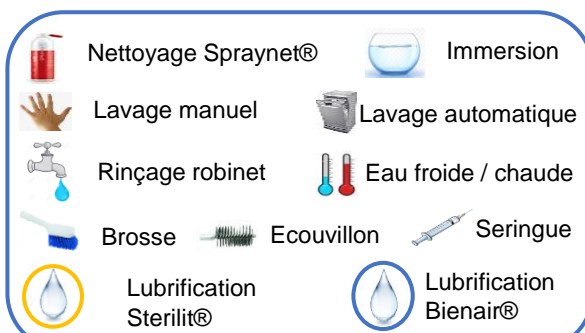 Nettoyage Spraynet®
Immersion
Lavage manuel
Lavage automatique
Rinçage robinet
Eau froide / chaude
Brosse
Ecouvillon
Seringue
Lubrification
Sterilit®
Lubrification
Bienair®